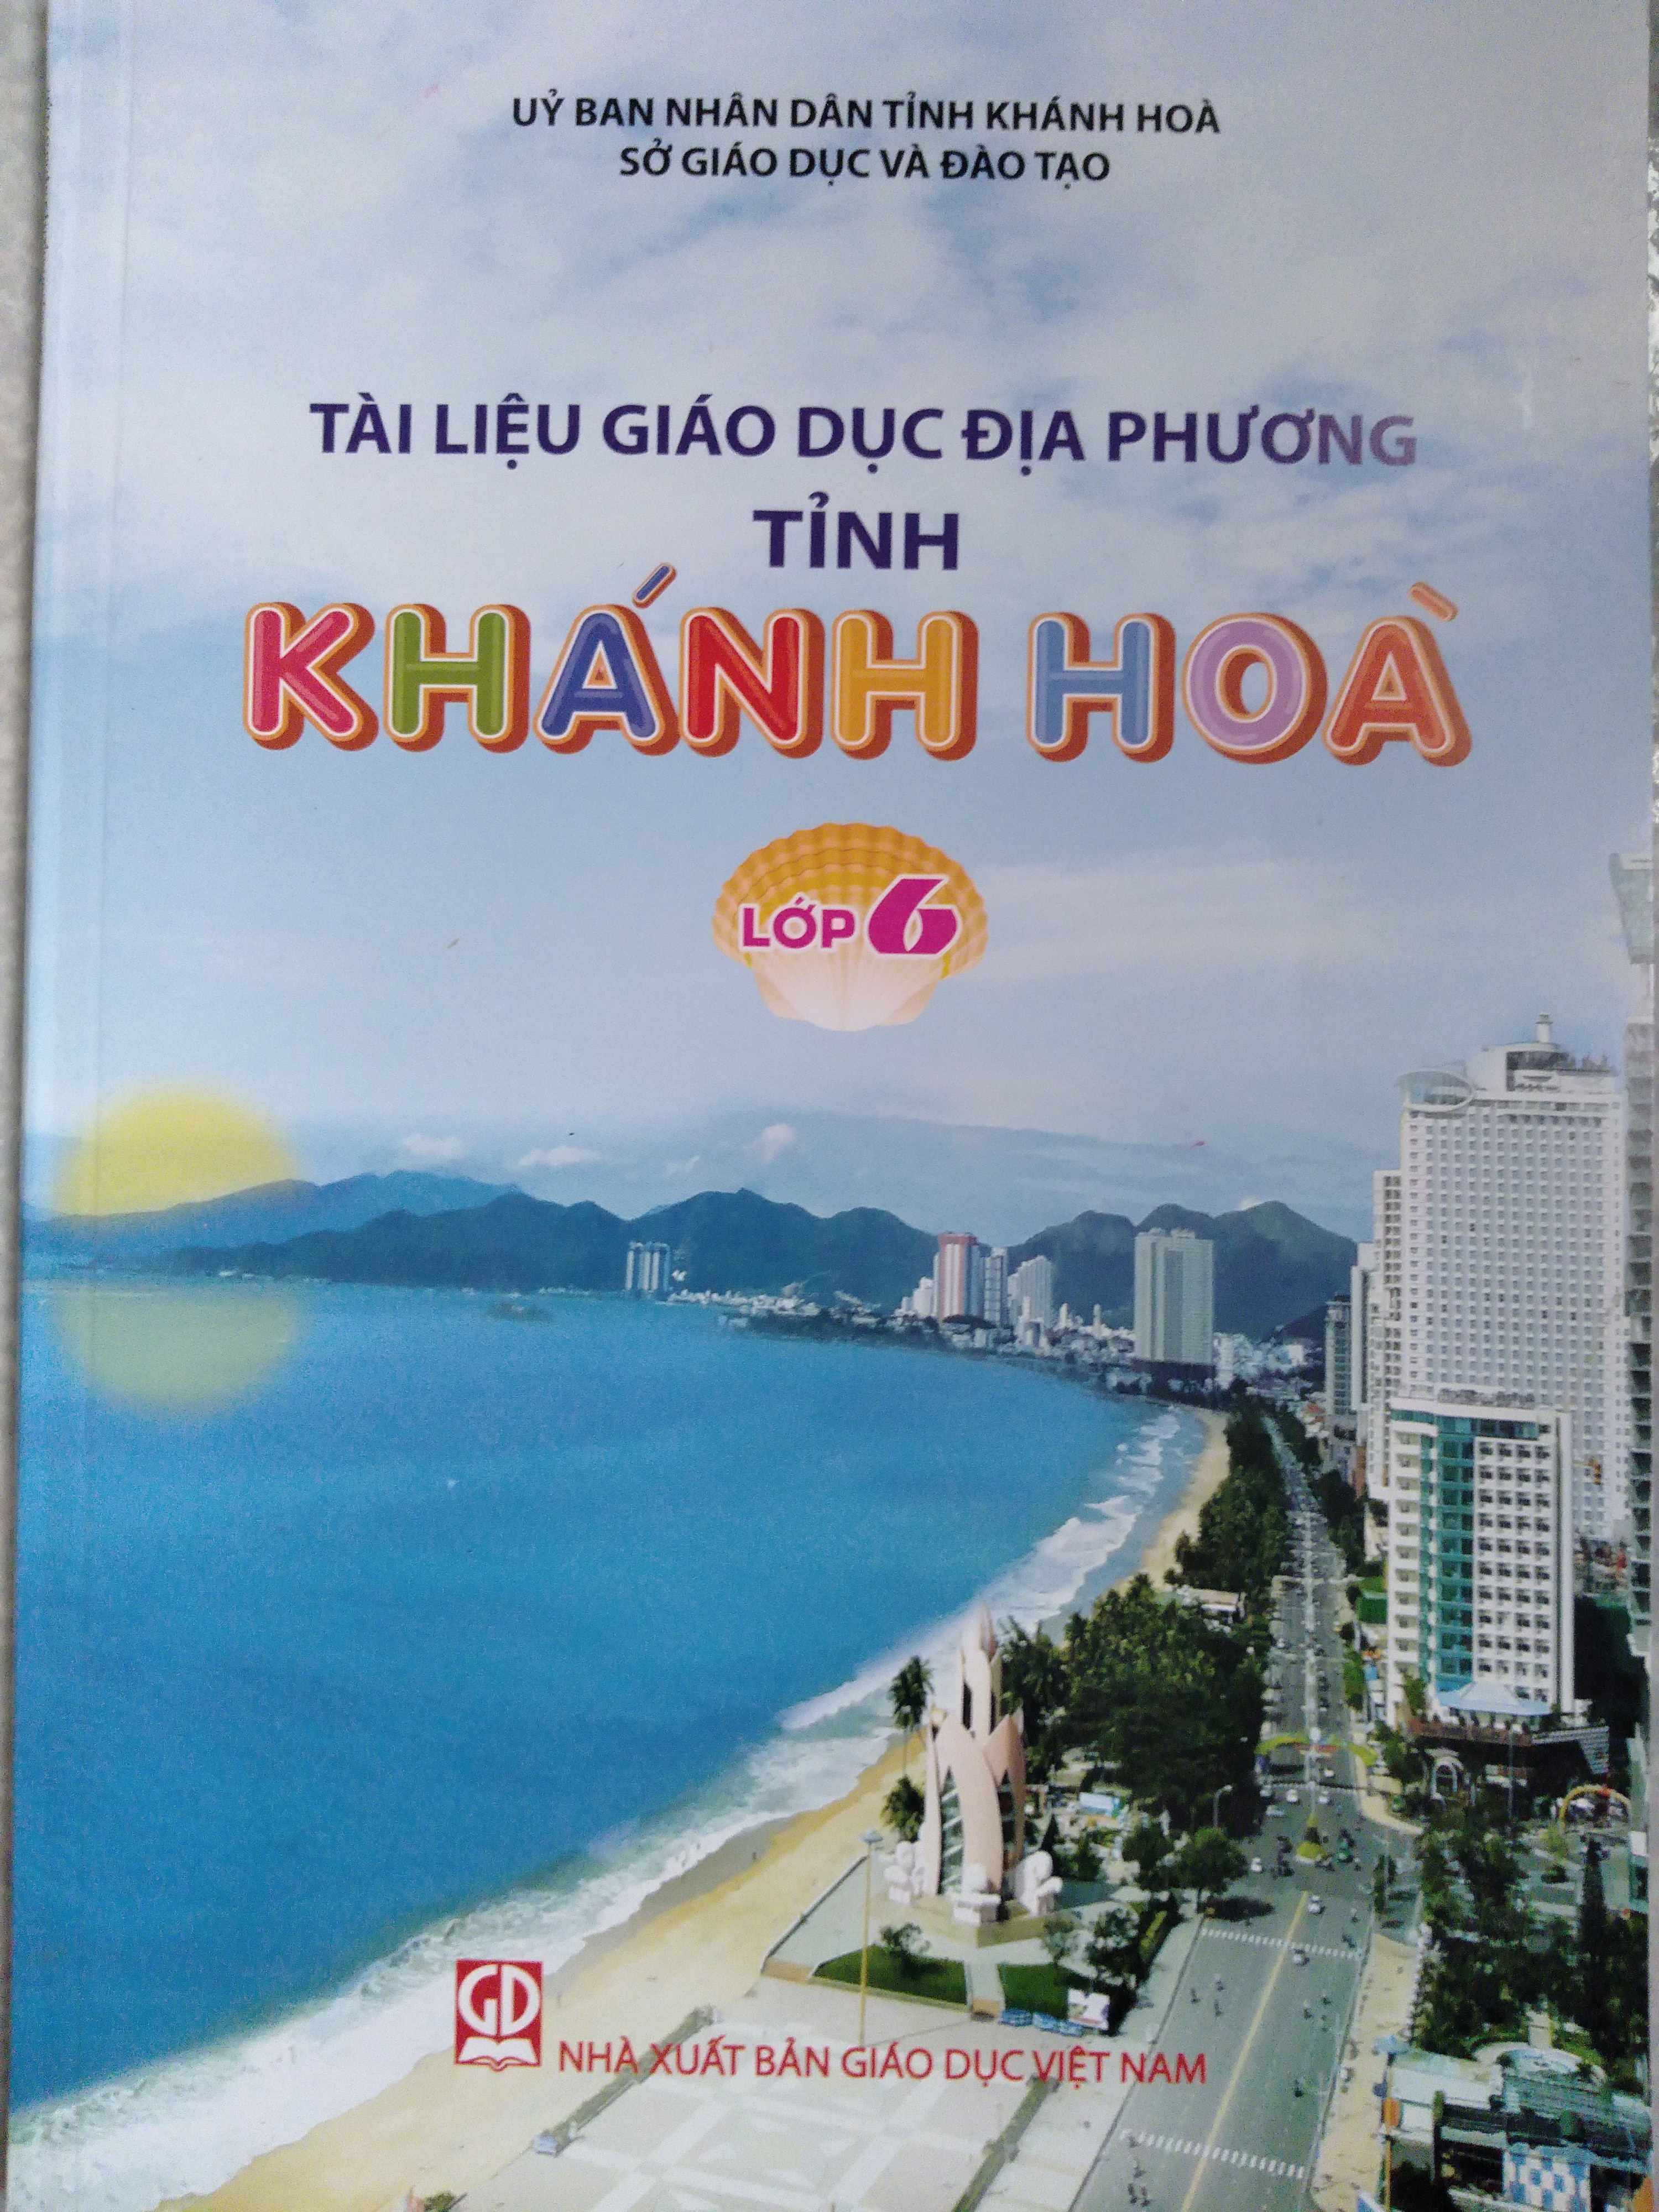 UỶ BAN NHÂN DÂN TỈNH KHÁNH HOÀ
SỞ GIÁO DỤC VÀ ĐÀO TẠO
TÀI LIỆU GIÁO DỤC ĐỊA PHƯƠNG
TỈNH
KHÁNH HOÀ
LỚP 6
GD
NHÀ XUẤT BẢN GIÁO DỤC VIỆT NAM